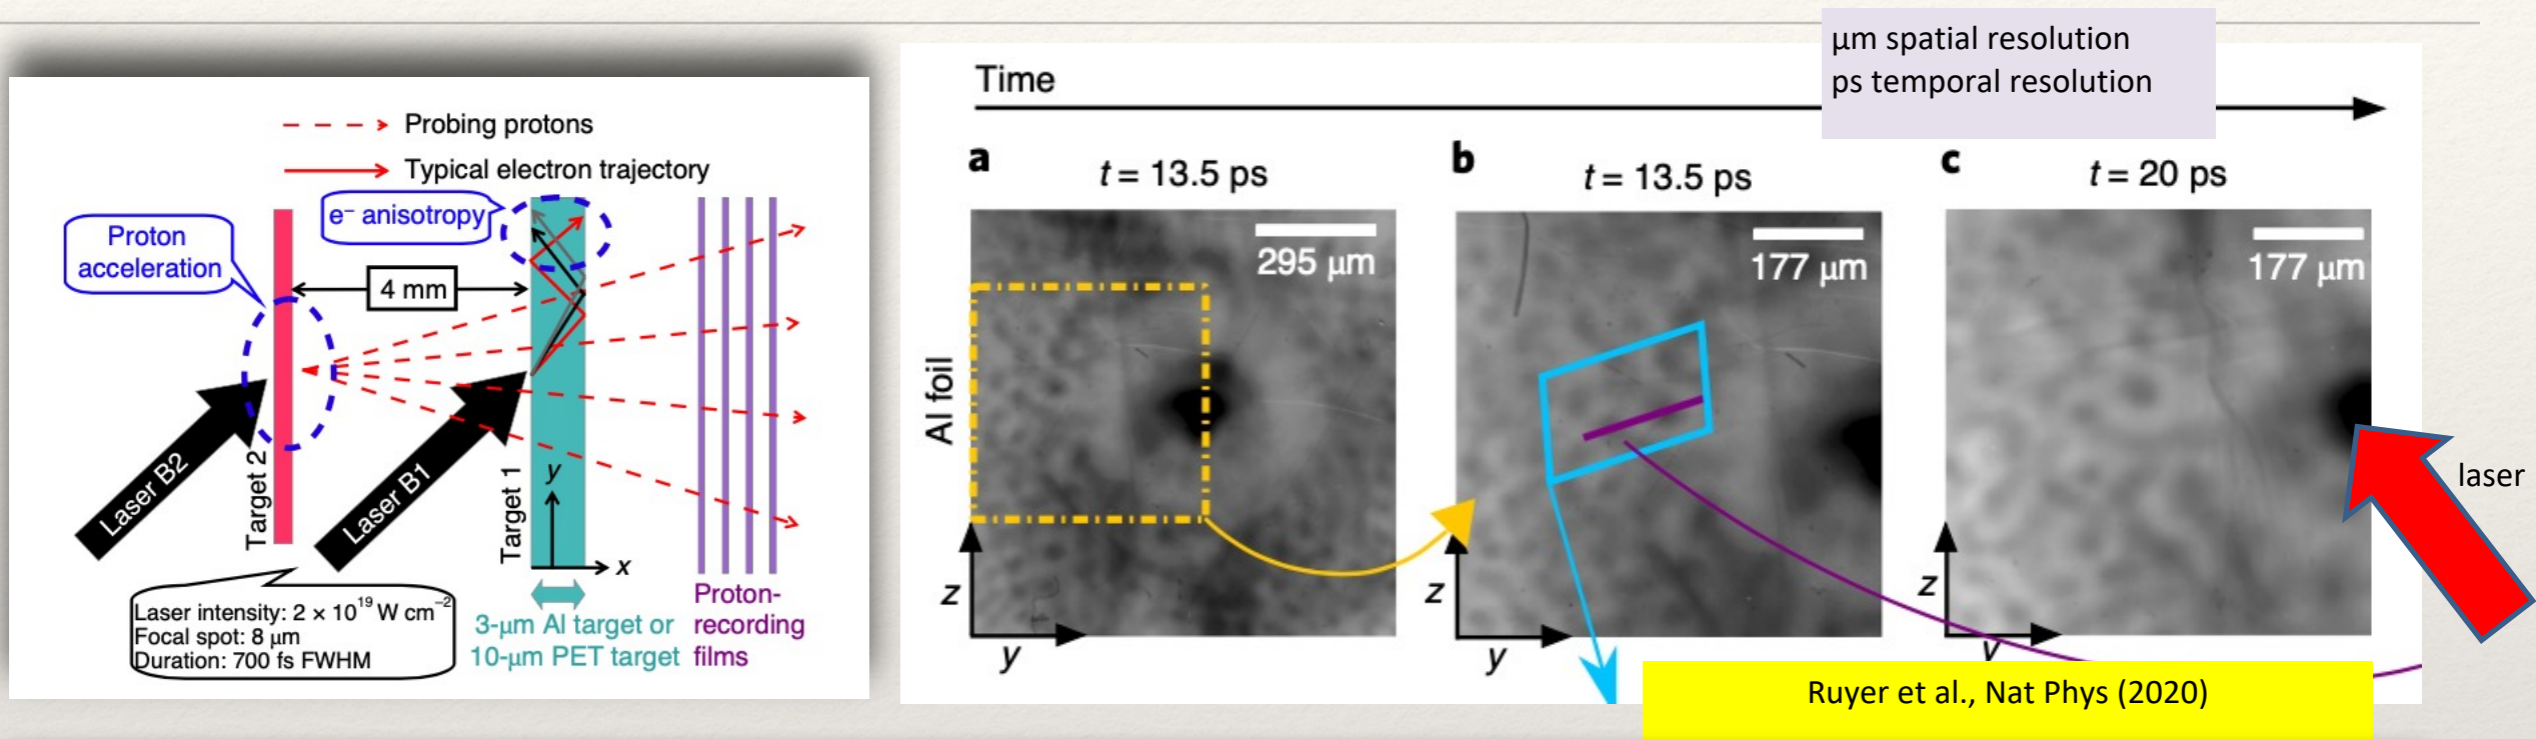 Probing protons
Typical electron trajectory
e⁻ anisotropy
Proton
acceleration
4 mm
Laser B2
Target 2
Laser B1
Target 1
y
x
Laser intensity: 2 × 10¹⁹ W cm⁻²
Focal spot: 8 μm
Duration: 700 fs FWHM
3-μm Al target or
10-μm PET target
Proton-
recording
films
Time
μm spatial resolution
ps temporal resolution
a
t = 13.5 ps
295 μm
Al foil
z
y
b
t = 13.5 ps
177 μm
z
y
c
t = 20 ps
177 μm
z
y
laser
Ruyer et al., Nat Phys (2020)